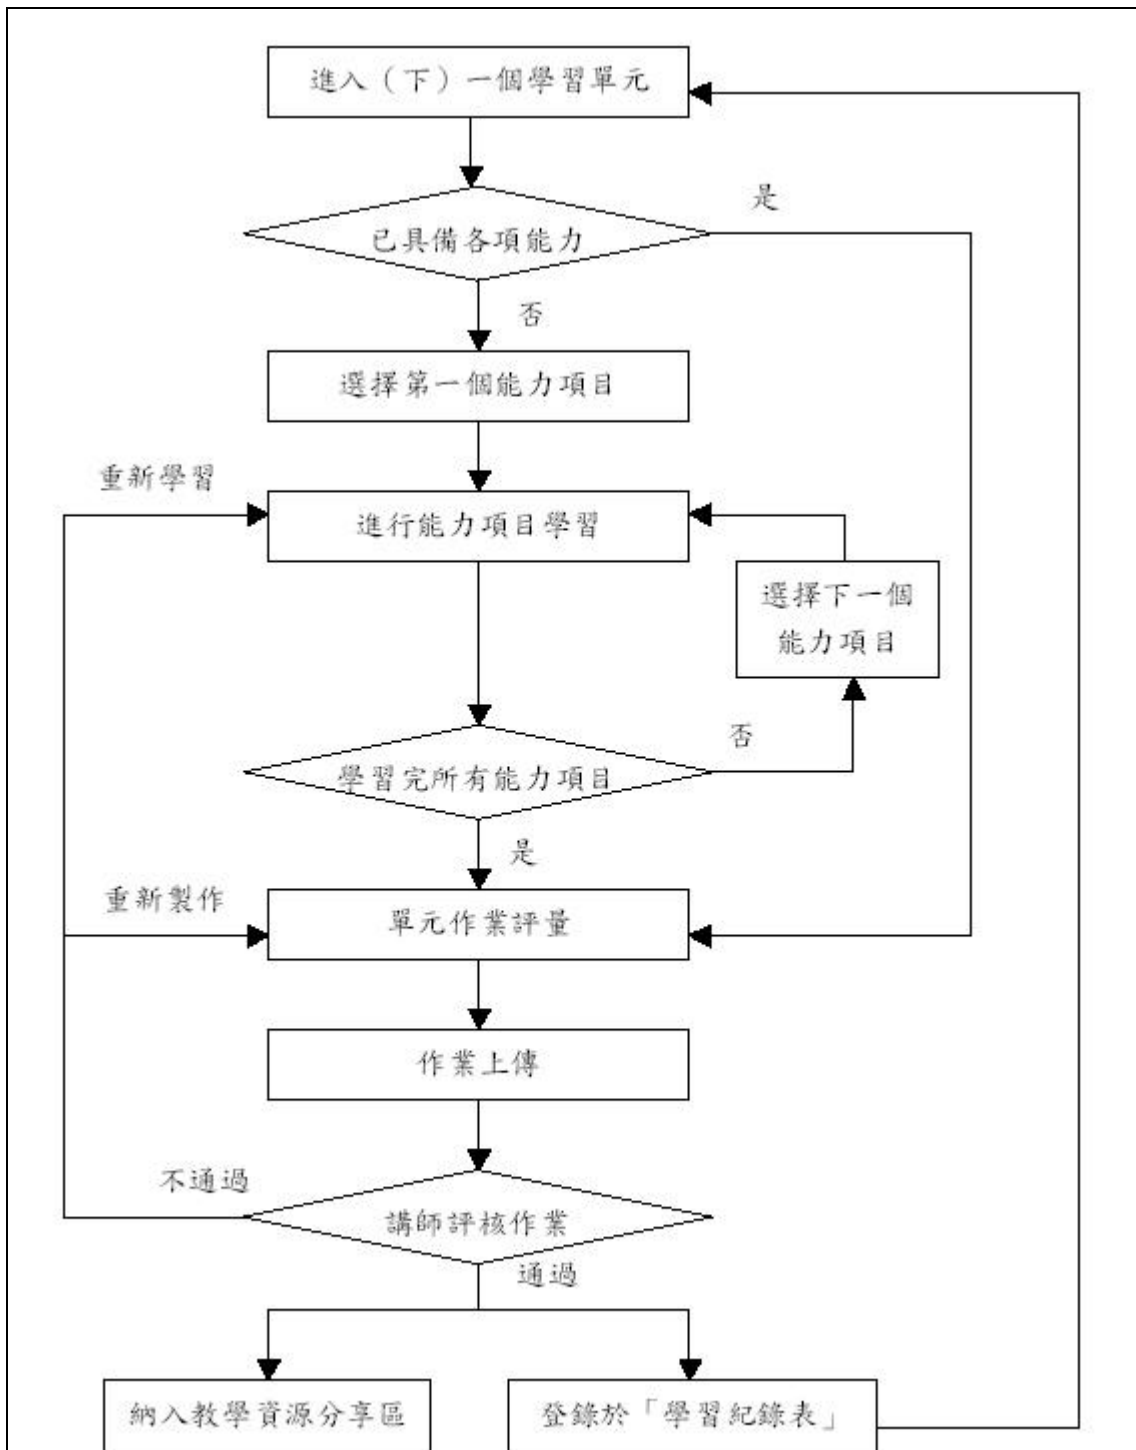 進入（下）一個學習單元
是
已具備各項能力
否
選擇第一個能力項目
重新學習
進行能力項目學習
選擇下一個
能力項目
否
學習完所有能力項目
是
重新製作
單元作業評量
作業上傳
不通過
講師評核作業
通過
納入教學資源分享區
登錄於「學習紀錄表」